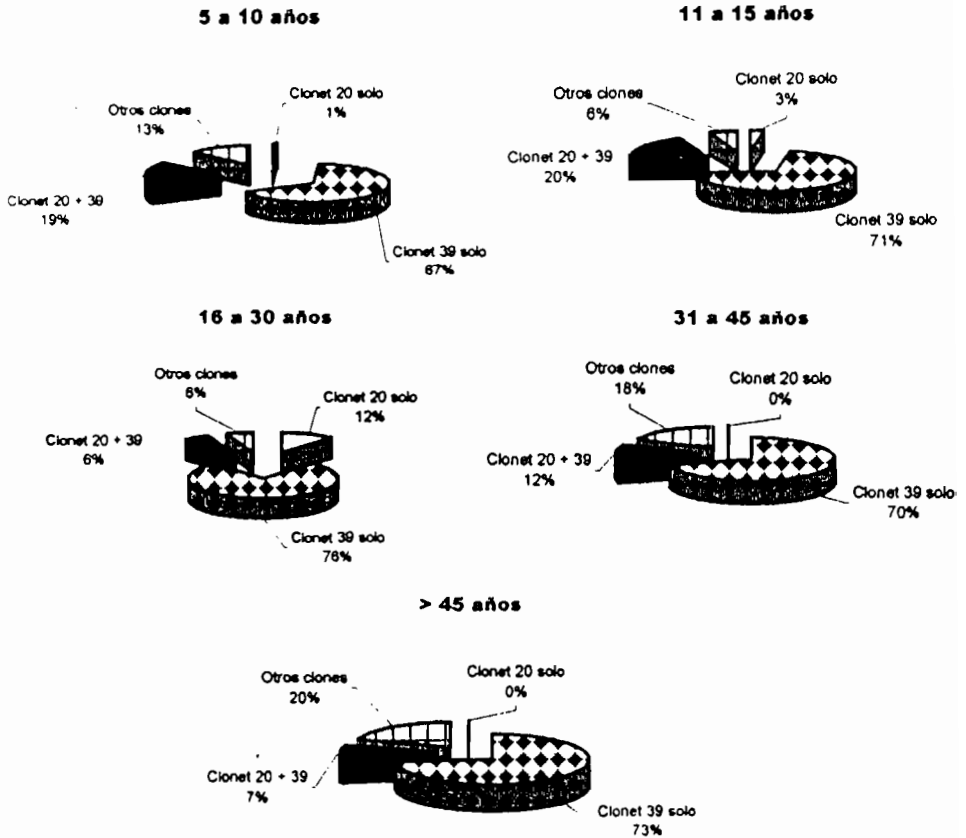 5 a 10 años
Clonet 20 solo
1%
Otros clones
13%
Clonet 20 + 39
19%
Clonet 39 solo
67%
11 a 15 años
Clonet 20 solo
3%
Otros clones
6%
Clonet 20 + 39
20%
Clonet 39 solo
71%
16 a 30 años
Otros clones
6%
Clonet 20 solo
12%
Clonet 20 + 39
6%
Clonet 39 solo
76%
31 a 45 años
Otros clones
18%
Clonet 20 solo
0%
Clonet 20 + 39
12%
Clonet 39 solo
70%
> 45 años
Otros clones
20%
Clonet 20 solo
0%
Clonet 20 + 39
7%
Clonet 39 solo
73%